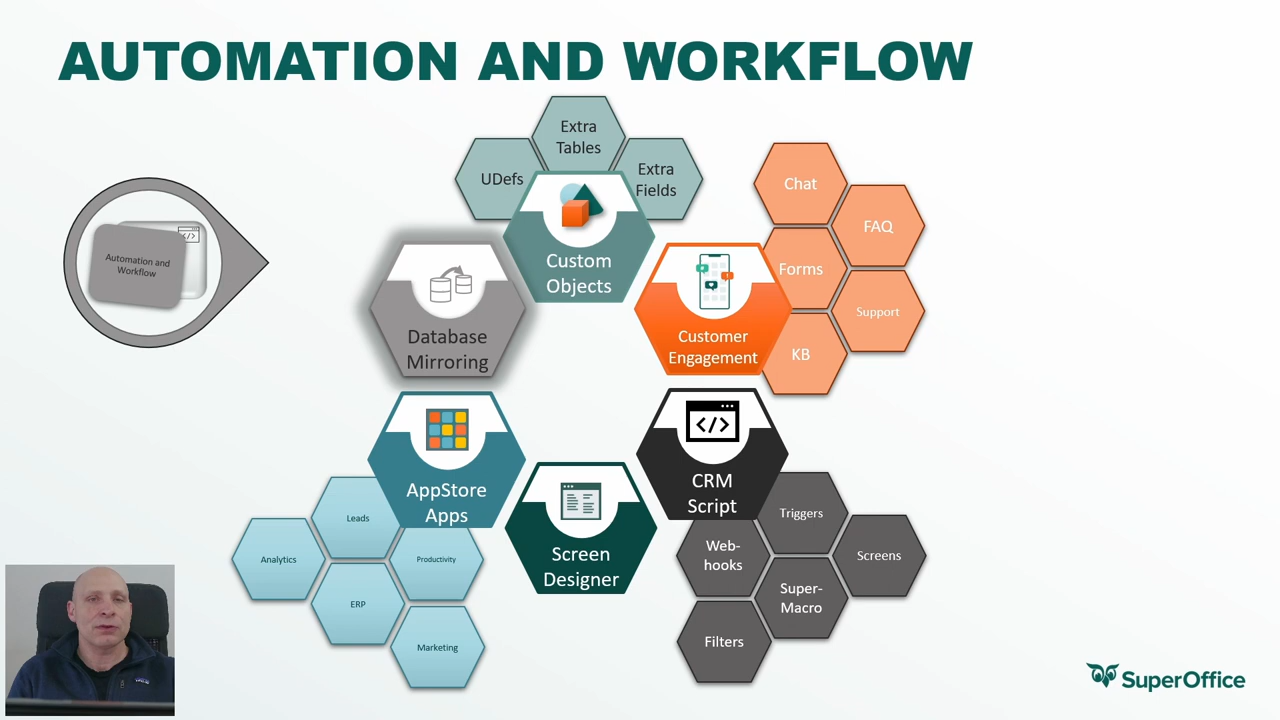 AUTOMATION AND WORKFLOW
Automation and
Workflow
</>
Extra
Tables
UDefs
Extra
Fields
Custom
Objects
Database
Mirroring
Customer
Engagement
Chat
FAQ
Forms
Support
KB
AppStore
Apps
Leads
Analytics
Productivity
ERP
Marketing
Screen
Designer
</>
CRM
Script
Triggers
Web-
hooks
Screens
Super-
Macro
Filters
SuperOffice